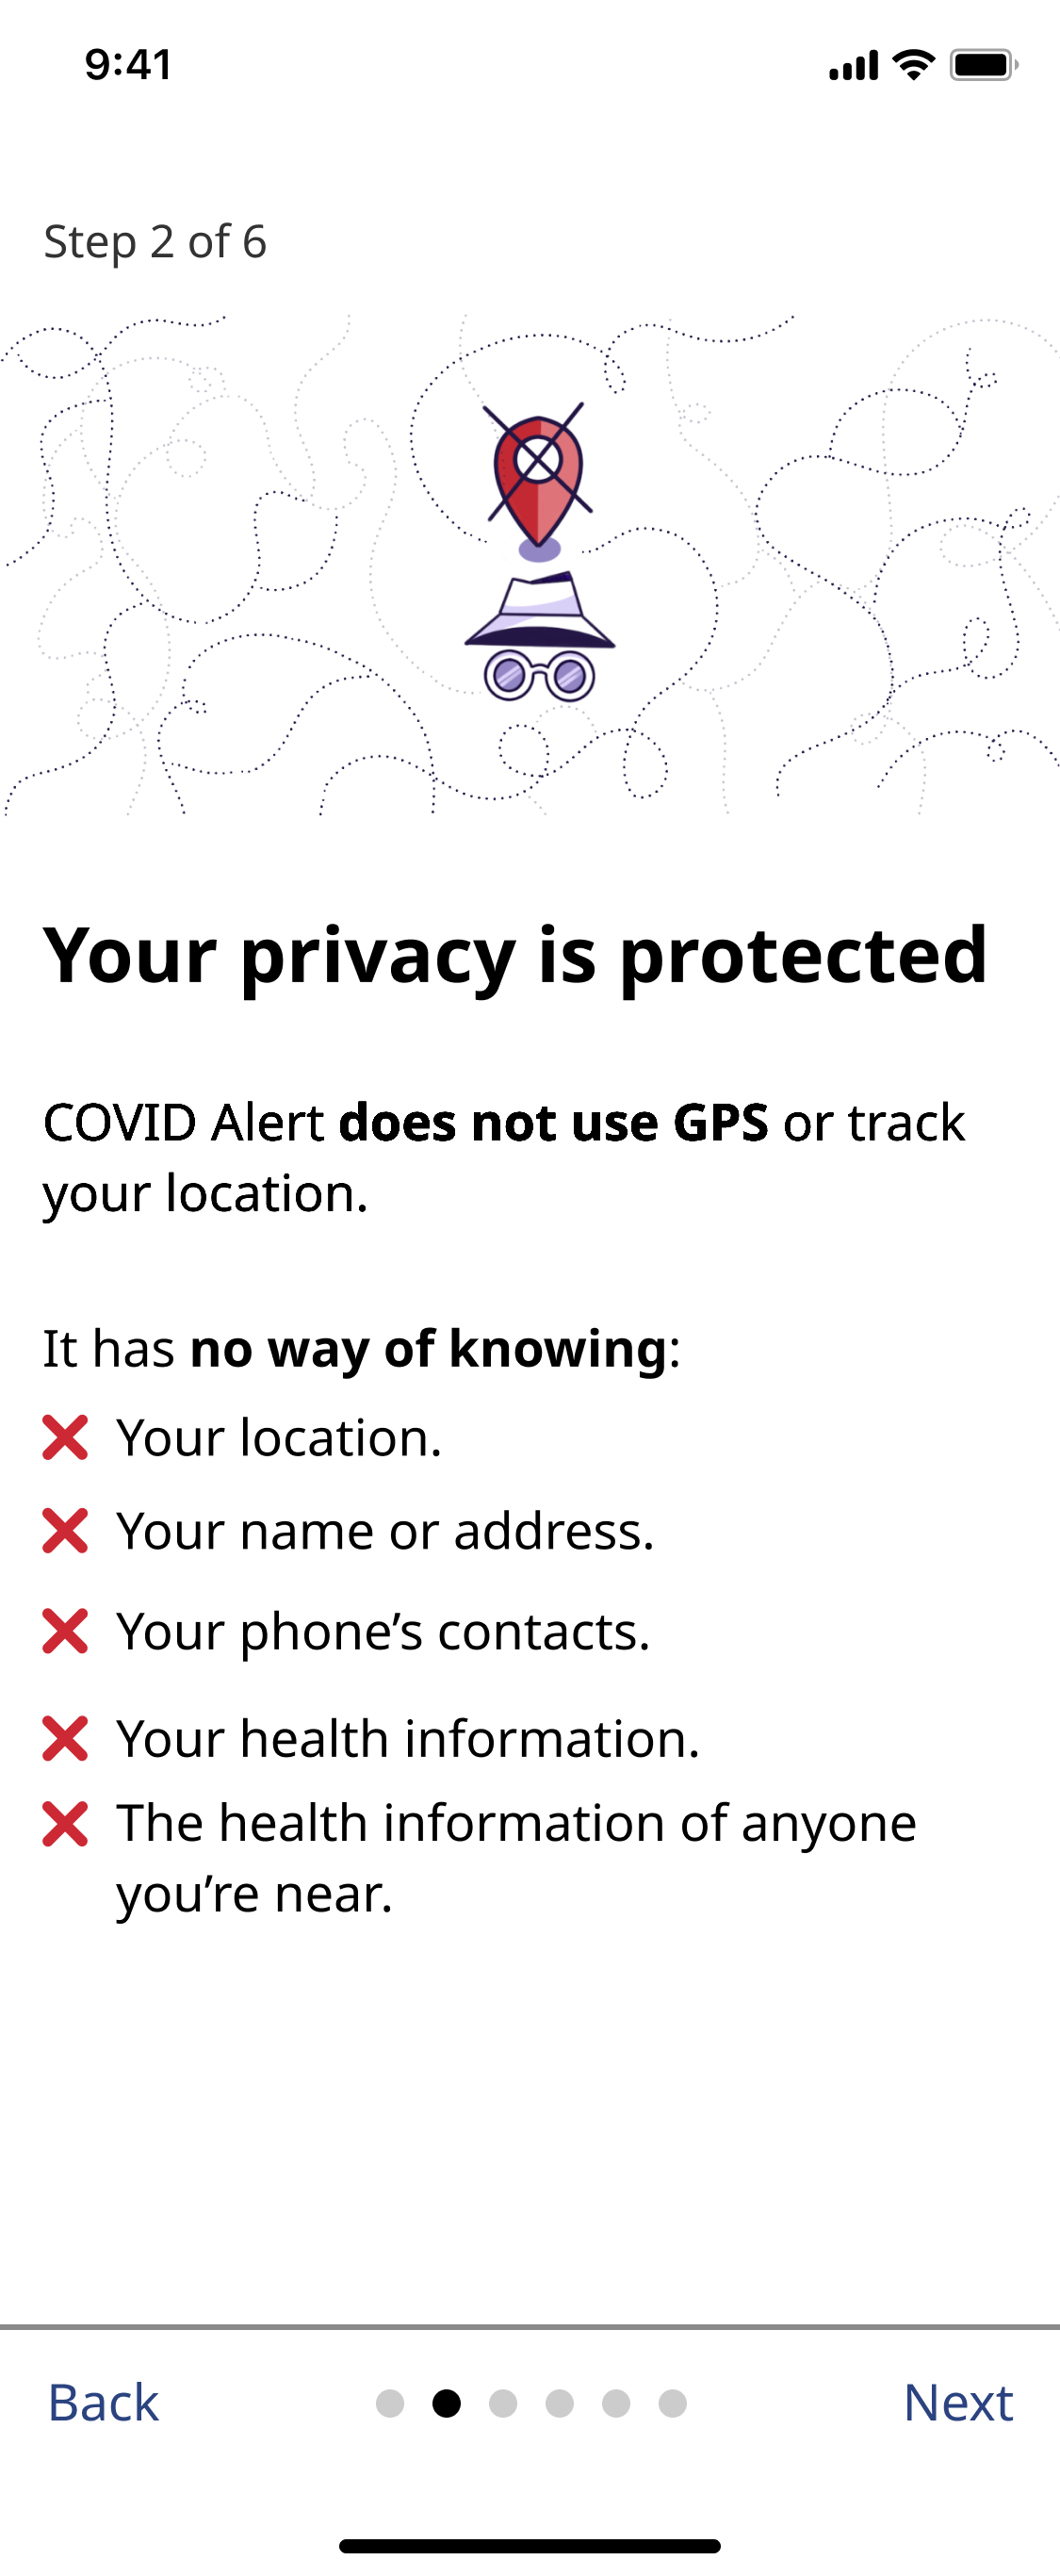 9:41
Step 2 of 6
Your privacy is protected
COVID Alert does not use GPS or track
your location.
It has no way of knowing:
Your location.
Your name or address.
Your phone’s contacts.
Your health information.
The health information of anyone
you’re near.
Back
Next